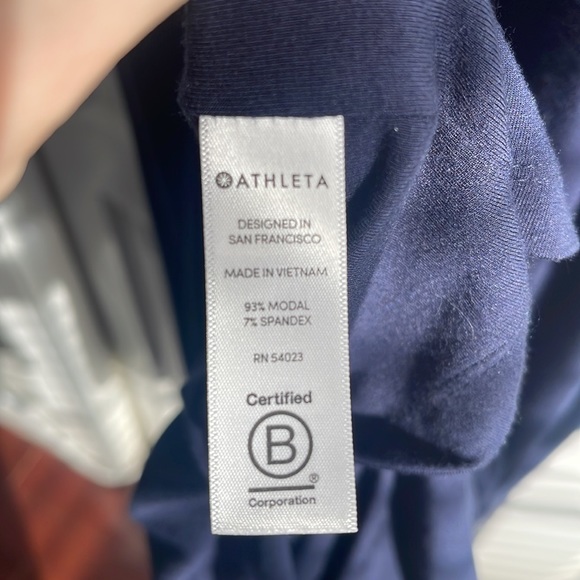 ATHLETA
DESIGNED IN
SAN FRANCISCO
MADE IN VIETNAM
93% MODAL
7% SPANDEX
RN 54023
Certified
B
®
Corporation